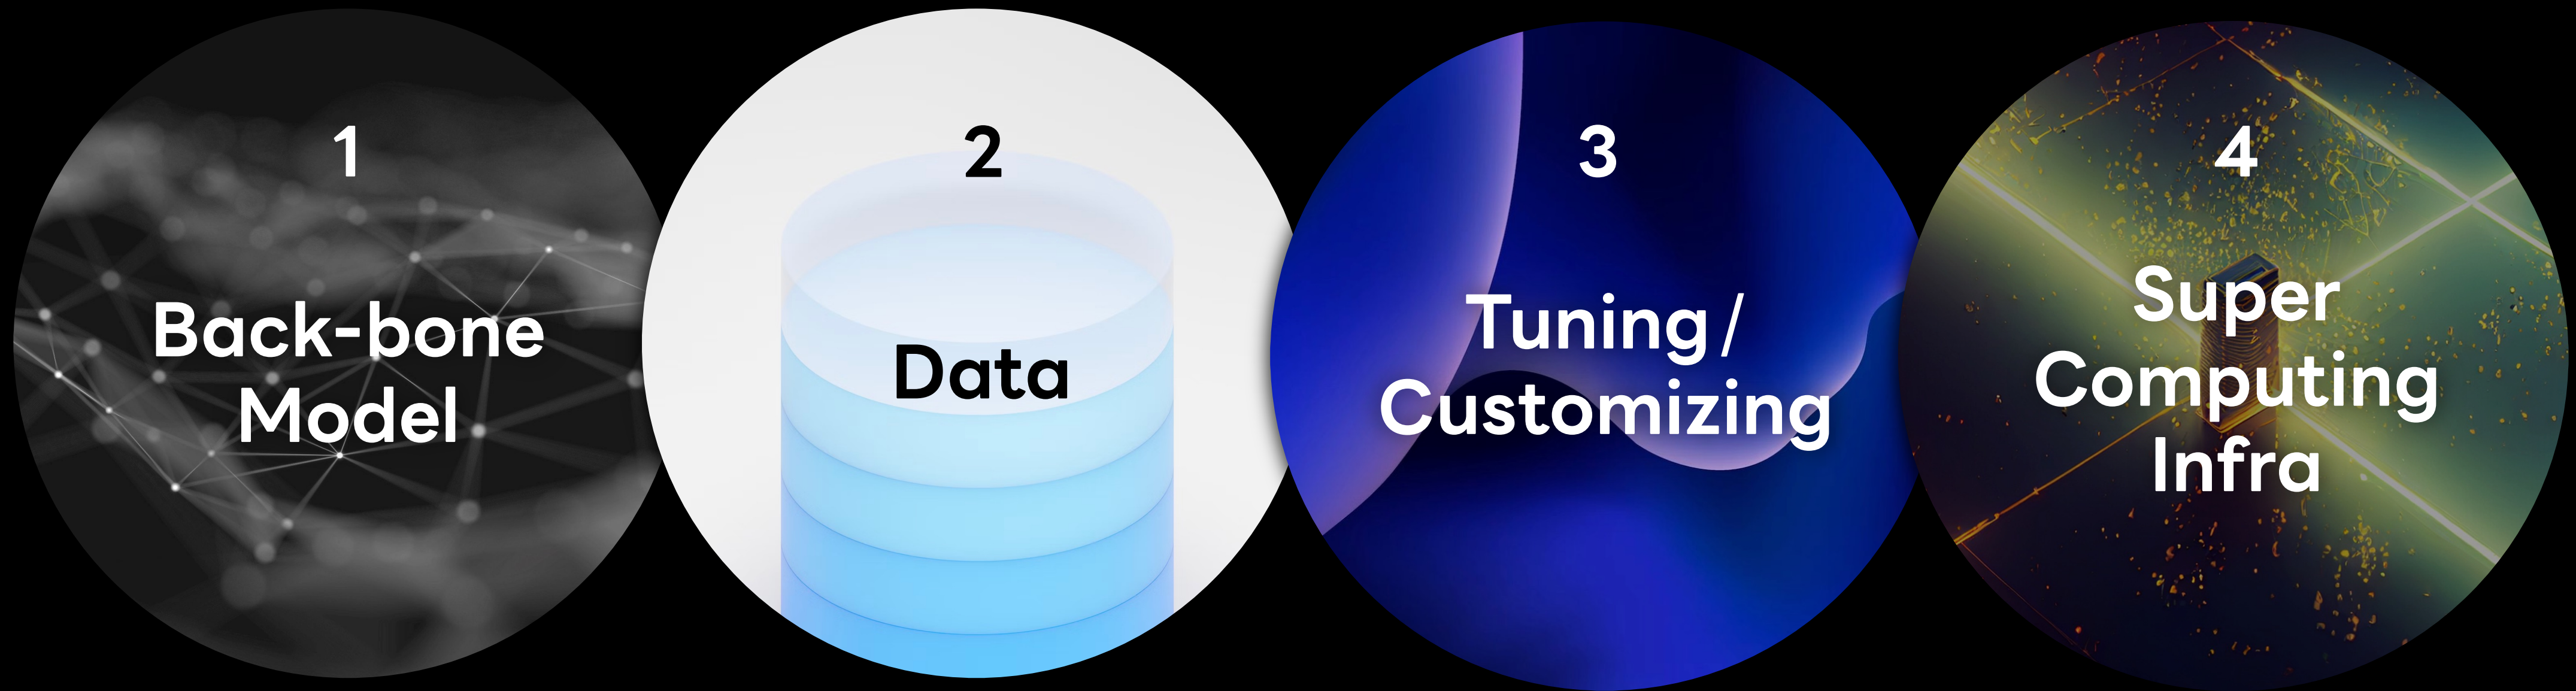 1
Back-bone
Model
2
Data
3
Tuning /
Customizing
4
Super
Computing
Infra